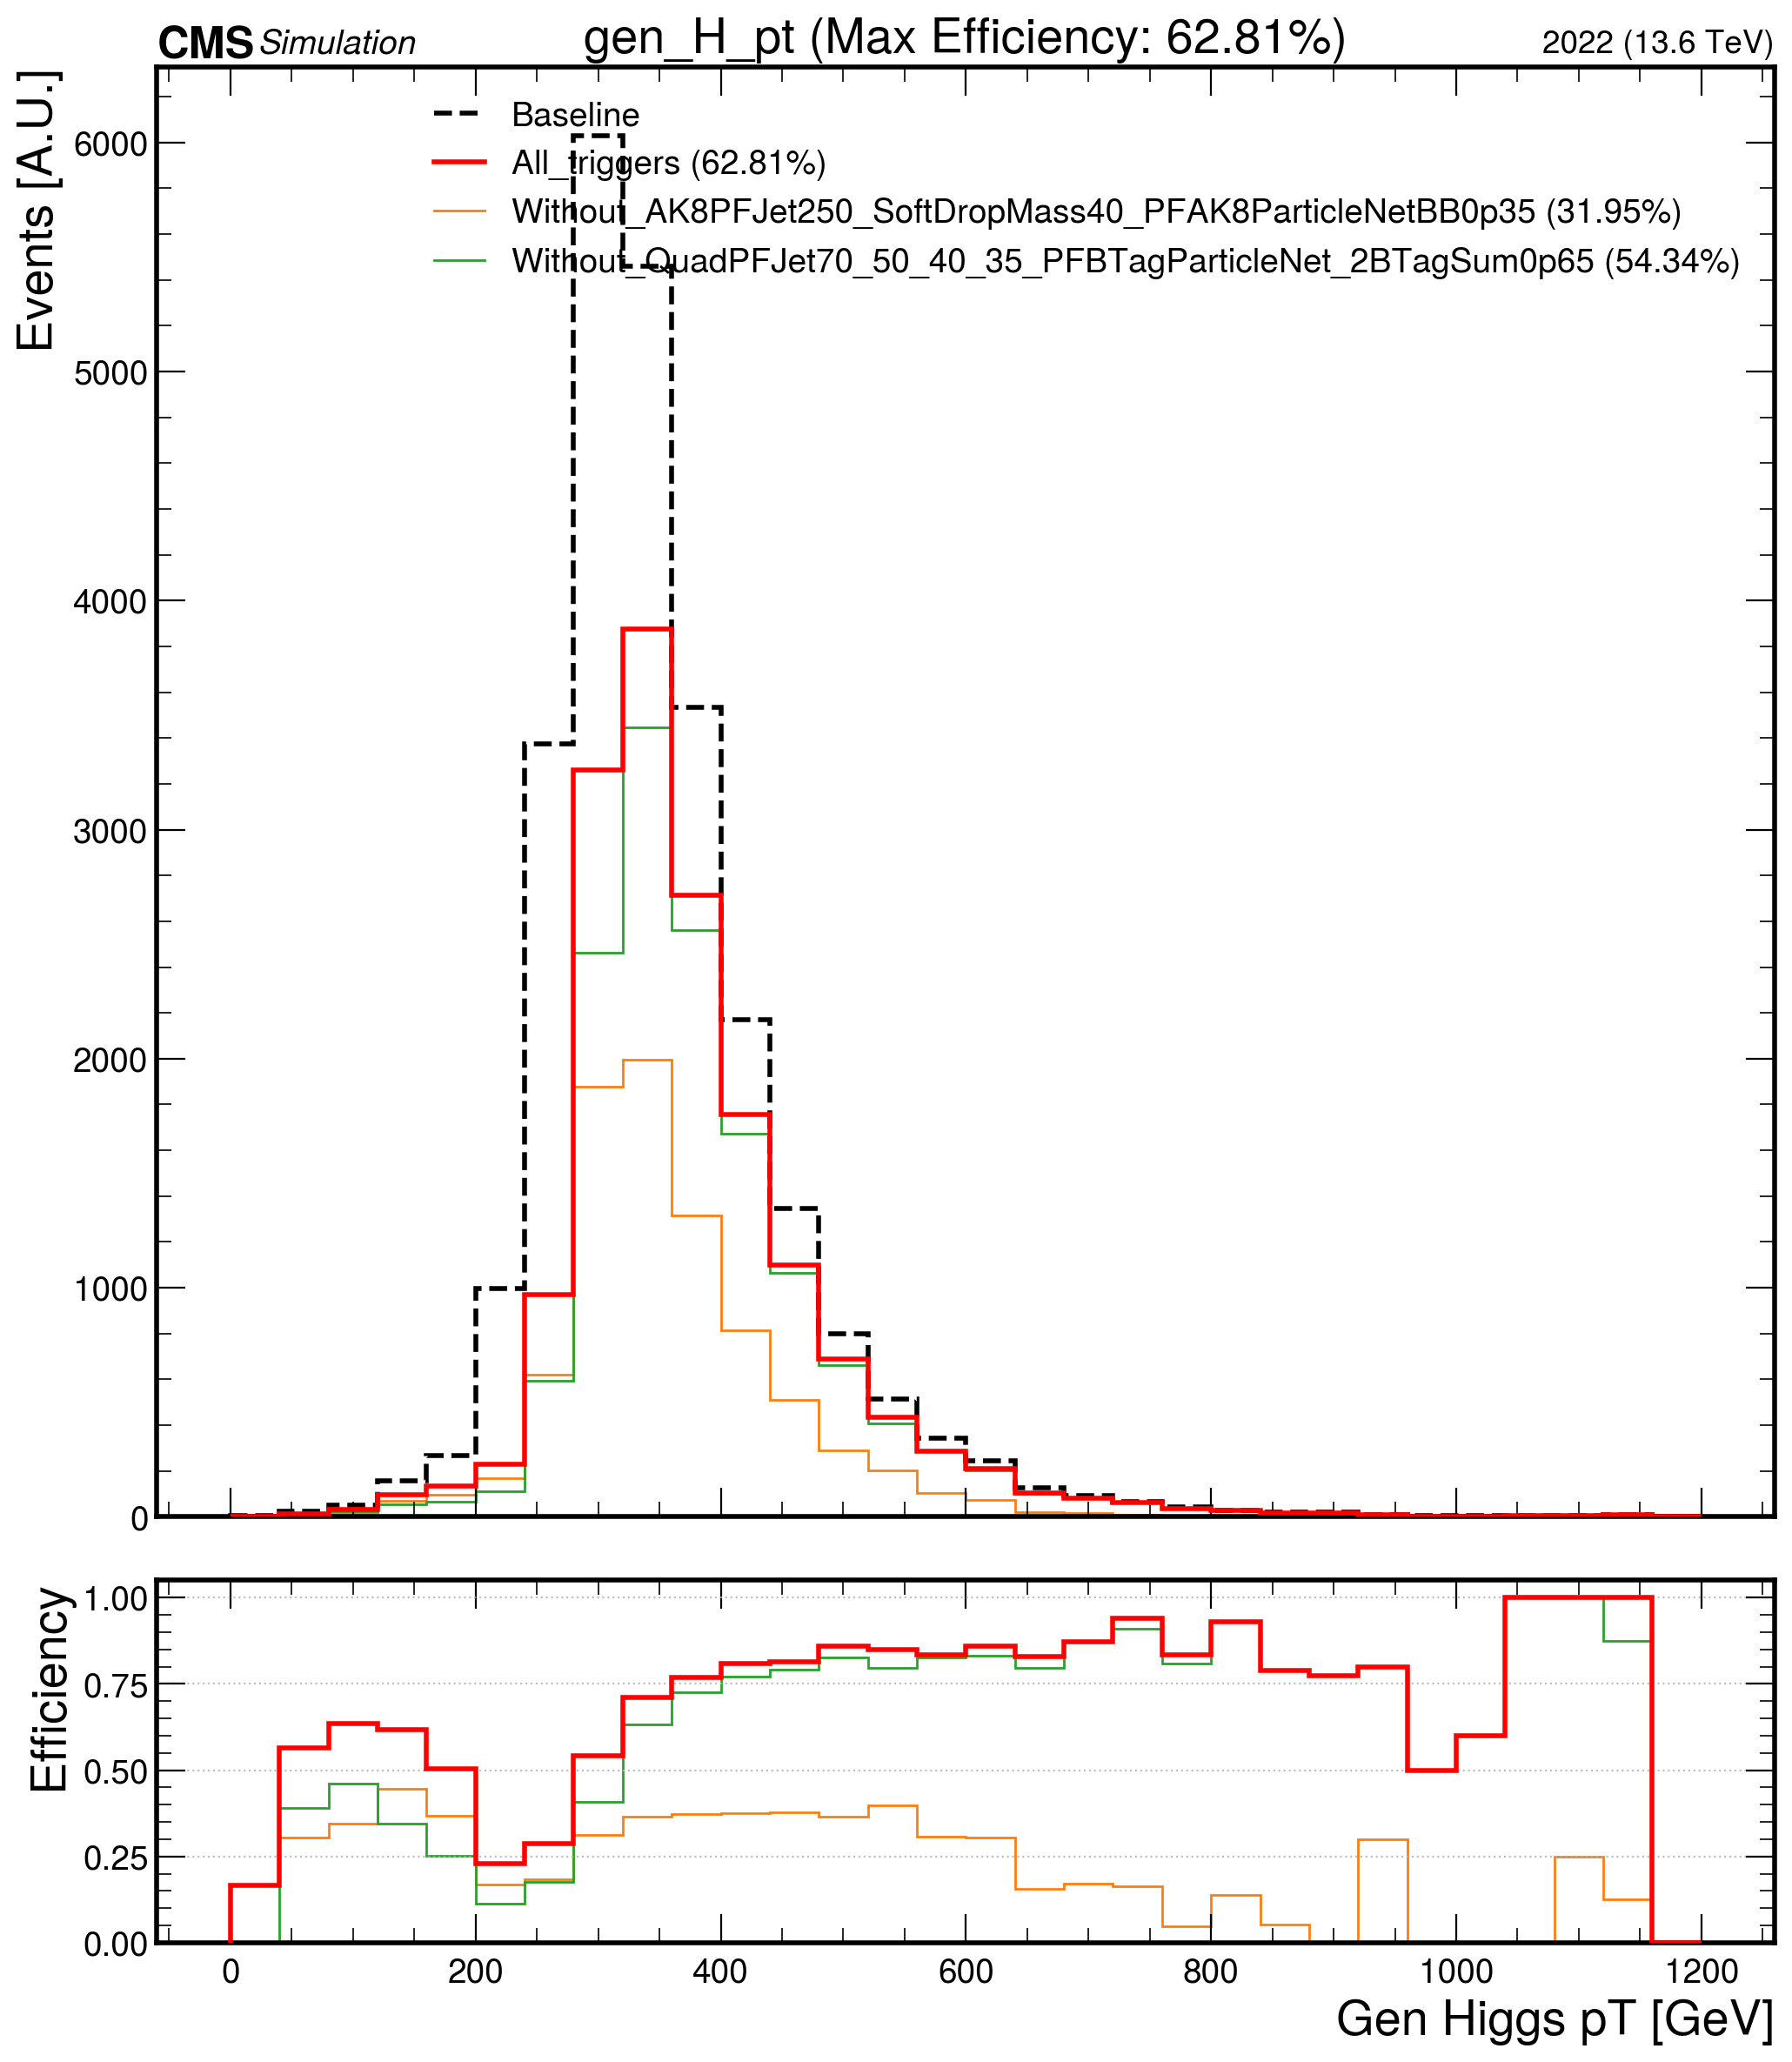 CMS Simulation gen_H_pt (Max Efficiency: 62.81%) 2022 (13.6 TeV)
Events [A.U.]
Baseline
All_triggers (62.81%)
Without_AK8PFJet250_SoftDropMass40_PFAK8ParticleNetBB0p35 (31.95%)
Without_QuadPFJet70_50_40_35_PFBTagParticleNet_2BTagSum0p65 (54.34%)
6000
5000
4000
3000
2000
1000
0
Efficiency
1.00
0.75
0.50
0.25
0.00
0 200 400 600 800 1000 1200
Gen Higgs pT [GeV]